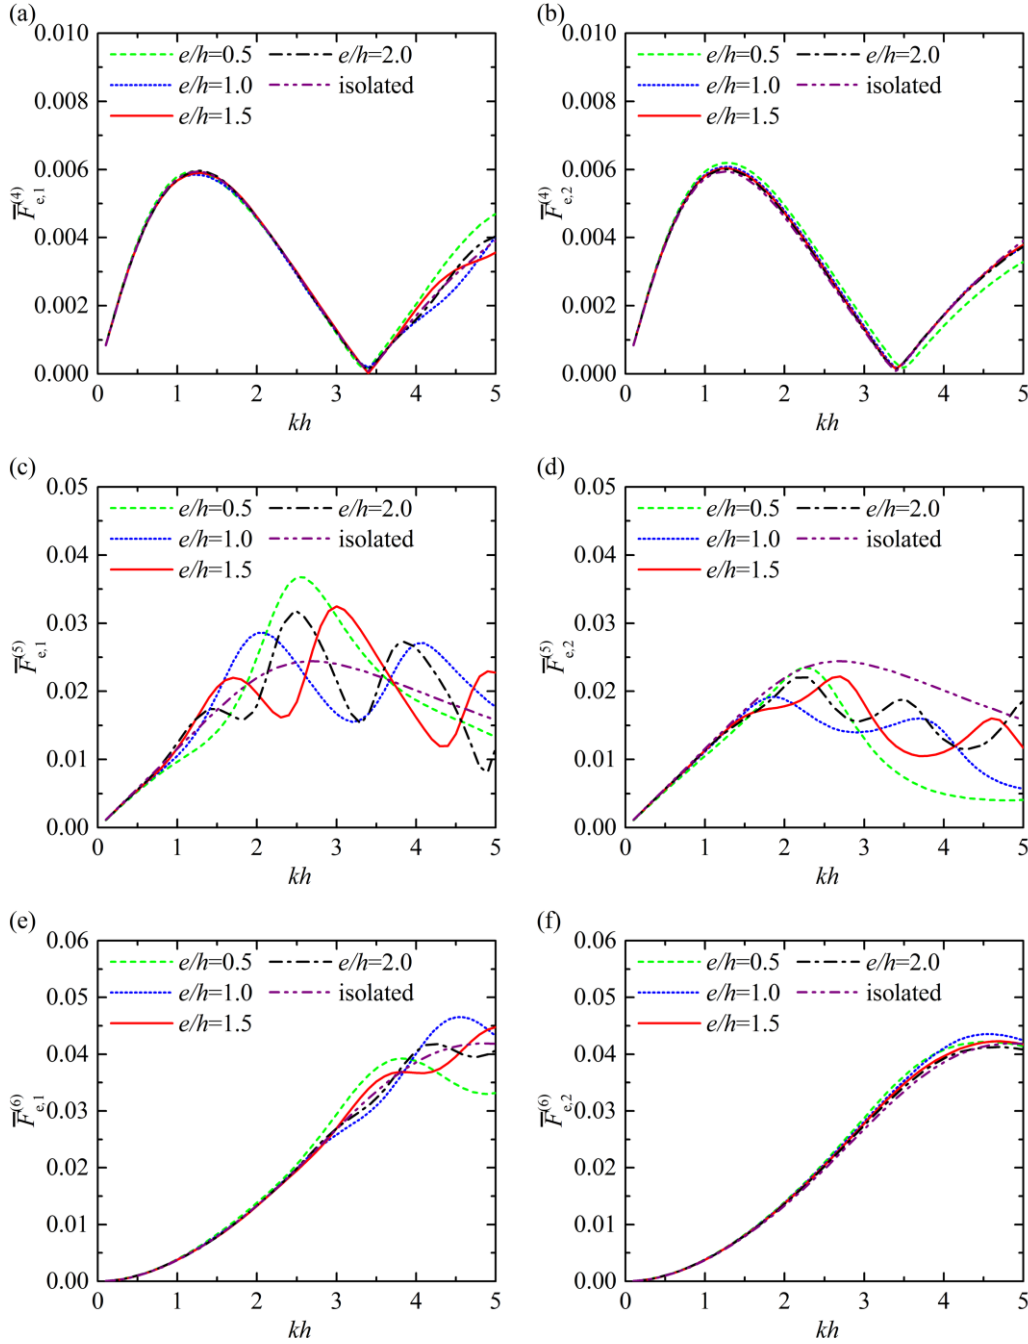 (a)
0.010
0.008
0.006
0.004
0.002
0.000
e/h=0.5
e/h=2.0
e/h=1.0
isolated
e/h=1.5
F̅e,1(4)
0 1 2 3 4 5
kh
(b)
0.010
0.008
0.006
0.004
0.002
0.000
e/h=0.5
e/h=2.0
e/h=1.0
isolated
e/h=1.5
F̅e,2(4)
0 1 2 3 4 5
kh
(c)
0.05
0.04
0.03
0.02
0.01
0.00
e/h=0.5
e/h=2.0
e/h=1.0
isolated
e/h=1.5
F̅e,1(5)
0 1 2 3 4 5
kh
(d)
0.05
0.04
0.03
0.02
0.01
0.00
e/h=0.5
e/h=2.0
e/h=1.0
isolated
e/h=1.5
F̅e,2(5)
0 1 2 3 4 5
kh
(e)
0.06
0.05
0.04
0.03
0.02
0.01
0.00
e/h=0.5
e/h=2.0
e/h=1.0
isolated
e/h=1.5
F̅e,1(6)
0 1 2 3 4 5
kh
(f)
0.06
0.05
0.04
0.03
0.02
0.01
0.00
e/h=0.5
e/h=2.0
e/h=1.0
isolated
e/h=1.5
F̅e,2(6)
0 1 2 3 4 5
kh